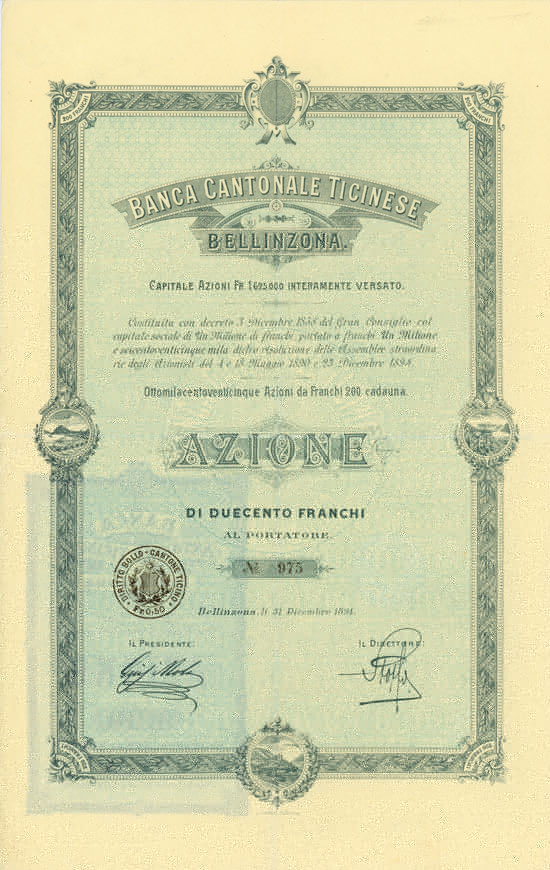 200 FRANCHI
200 FRANCHI
BANCA CANTONALE TICINESE
BELLINZONA.
CAPITALE AZIONI FR. 1.625.000 INTERAMENTE VERSATO.
Costituita con decreto 3 Dicembre 1858 del Gran Consiglio col
capitale sociale di Un Milione di franchi, portato a franchi Un Milione
e seicentoventicinque mila dietro risoluzione delle Assemblee straordina
rie degli Azionisti del 4 e 18 Maggio 1890 e 25 Dicembre 1894.
Ottomilacentoventicinque Azioni da Franchi 200 cadauna.
AZIONE
DI DUECENTO FRANCHI
AL PORTATORE.
№ 975
DIRITTO BOLLO - CANTONE TICINO
Fr. 0,50
Bellinzona, li 31 Dicembre 1894.
IL PRESIDENTE:
IL DIRETTORE: